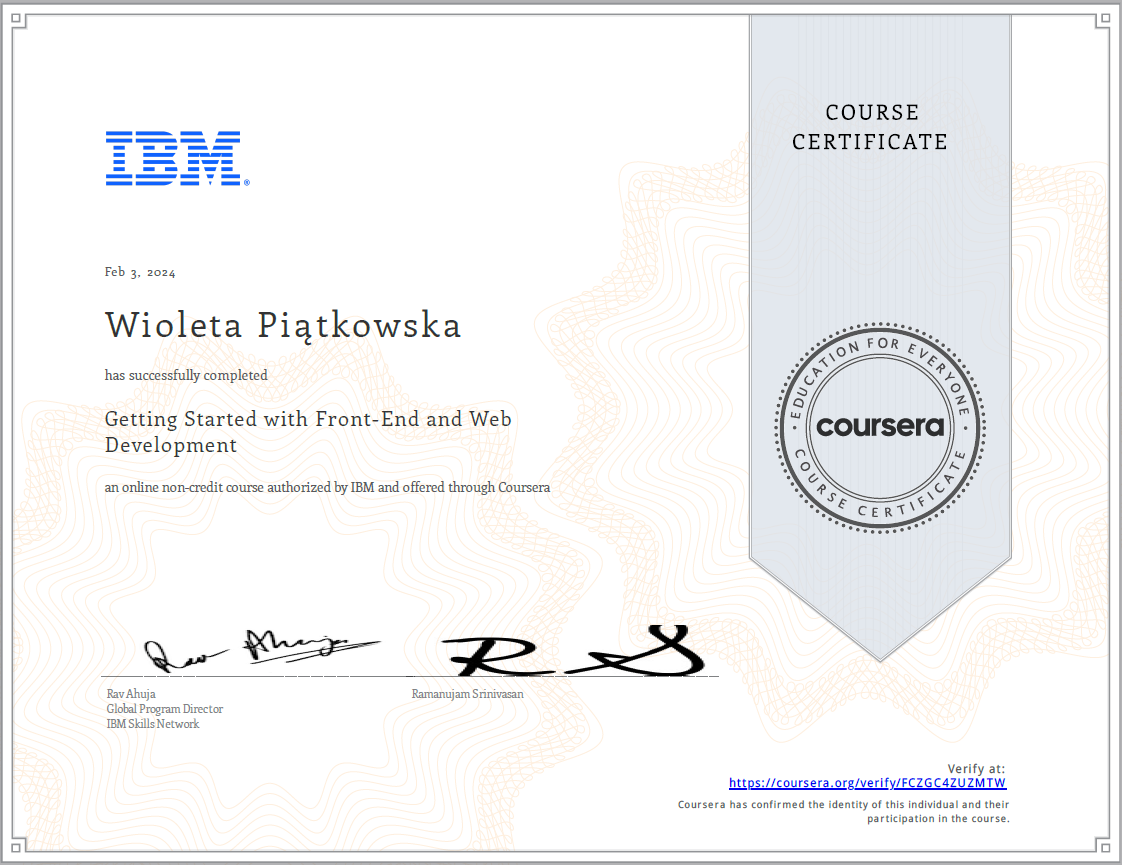 COURSE
CERTIFICATE
IBM®
Feb 3, 2024
Wioleta Piątkowska
has successfully completed
Getting Started with Front-End and Web
Development
an online non-credit course authorized by IBM and offered through Coursera
EDUCATION FOR EVERYONE
coursera
COURSE CERTIFICATE
Rav Ahuja
Rav Ahuja
Global Program Director
IBM Skills Network
R S
Ramanujam Srinivasan
Verify at:
https://coursera.org/verify/FCZGC4ZUZMTW
Coursera has confirmed the identity of this individual and their
participation in the course.